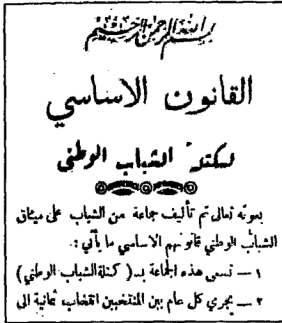 بسم الله الرحمن الرحيم
القانون الاساسي
لكتلة الشباب الوطني
بعونه تعالى تم تأليف جماعة من الشباب على ميثاق
الشباب الوطني قانونهم الاساسي ما يأتي :-
١ — تسمى هذه الجماعة بـ ( كتلة الشباب الوطني )
٢ — يجري كل عام بين المنتخبين انتخاب ثمانية الى